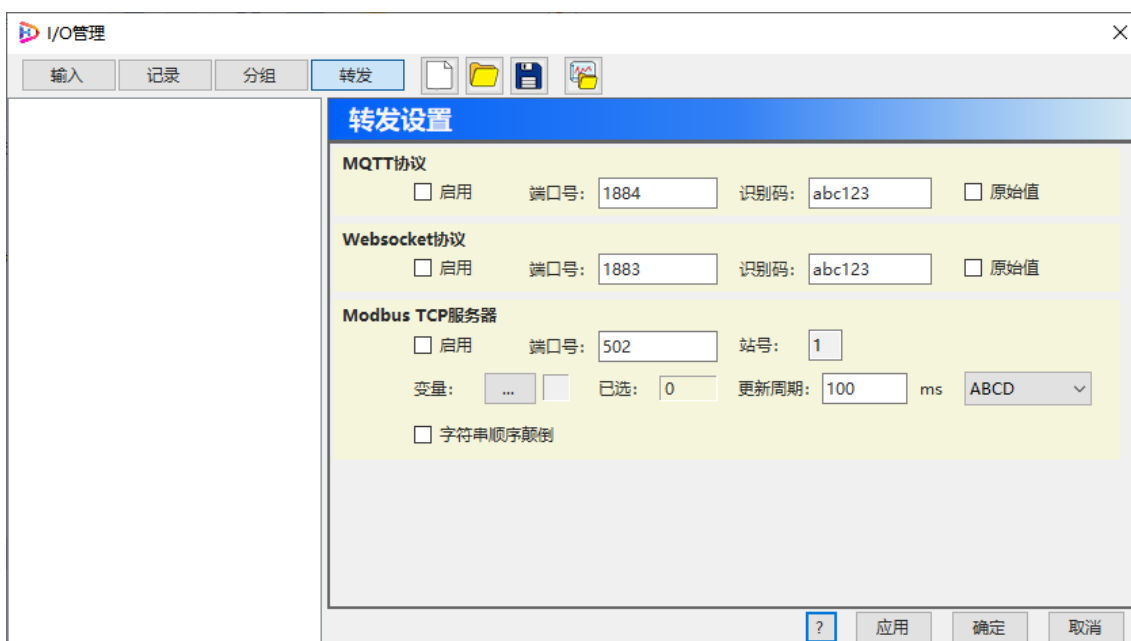 I/O管理
输入 记录 分组 转发
转发设置
MQTT协议
启用 端口号: 1884 识别码: abc123 原始值
Websocket协议
启用 端口号: 1883 识别码: abc123 原始值
Modbus TCP服务器
启用 端口号: 502 站号: 1
变量: ... 已选: 0 更新周期: 100 ms ABCD
字符串顺序颠倒
? 应用 确定 取消